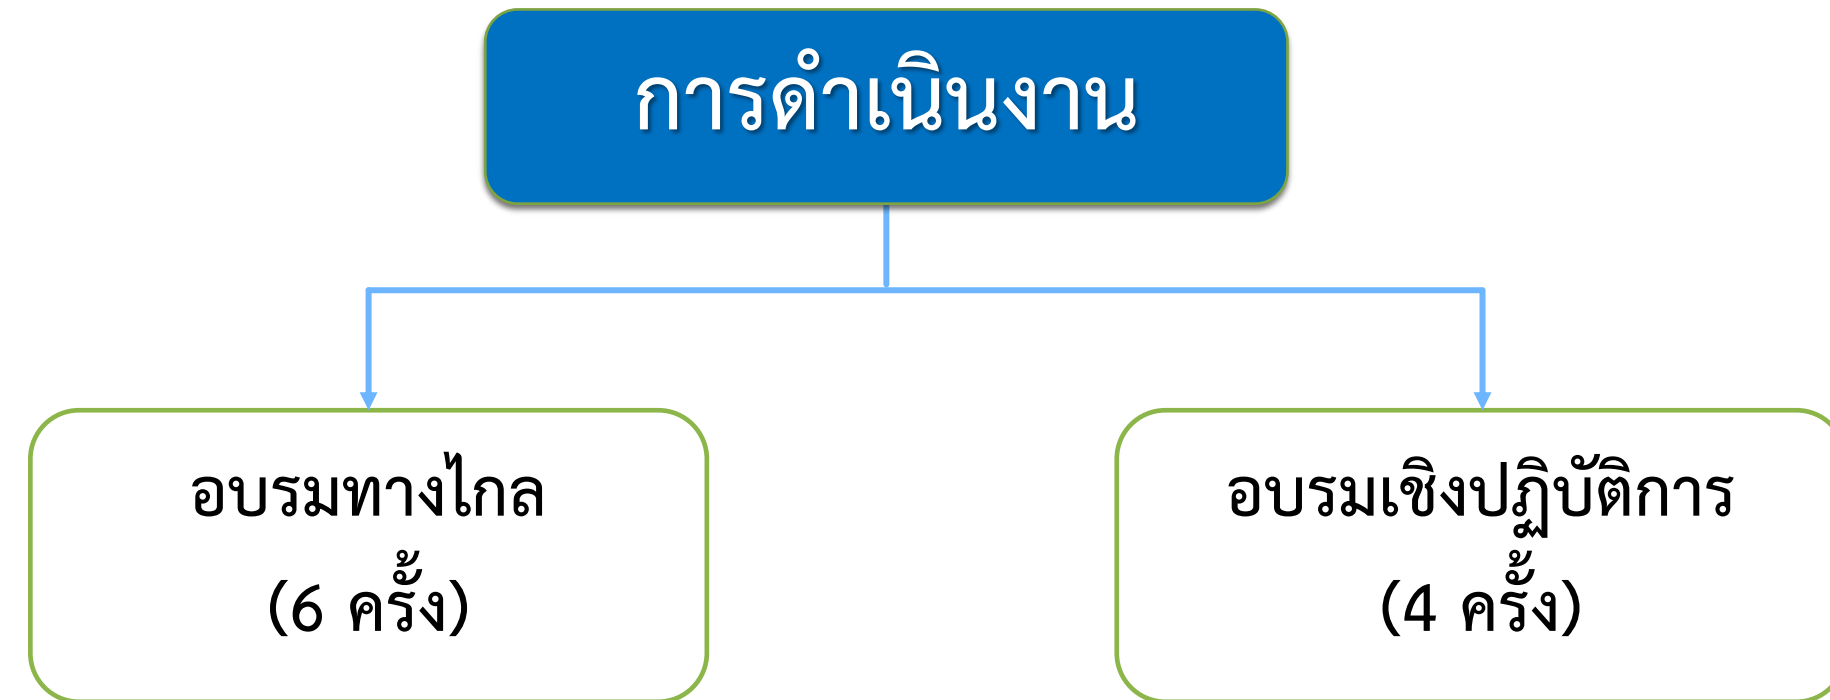 การดำเนินงาน
อบรมทางไกล
(6 ครั้ง)
อบรมเชิงปฏิบัติการ
(4 ครั้ง)